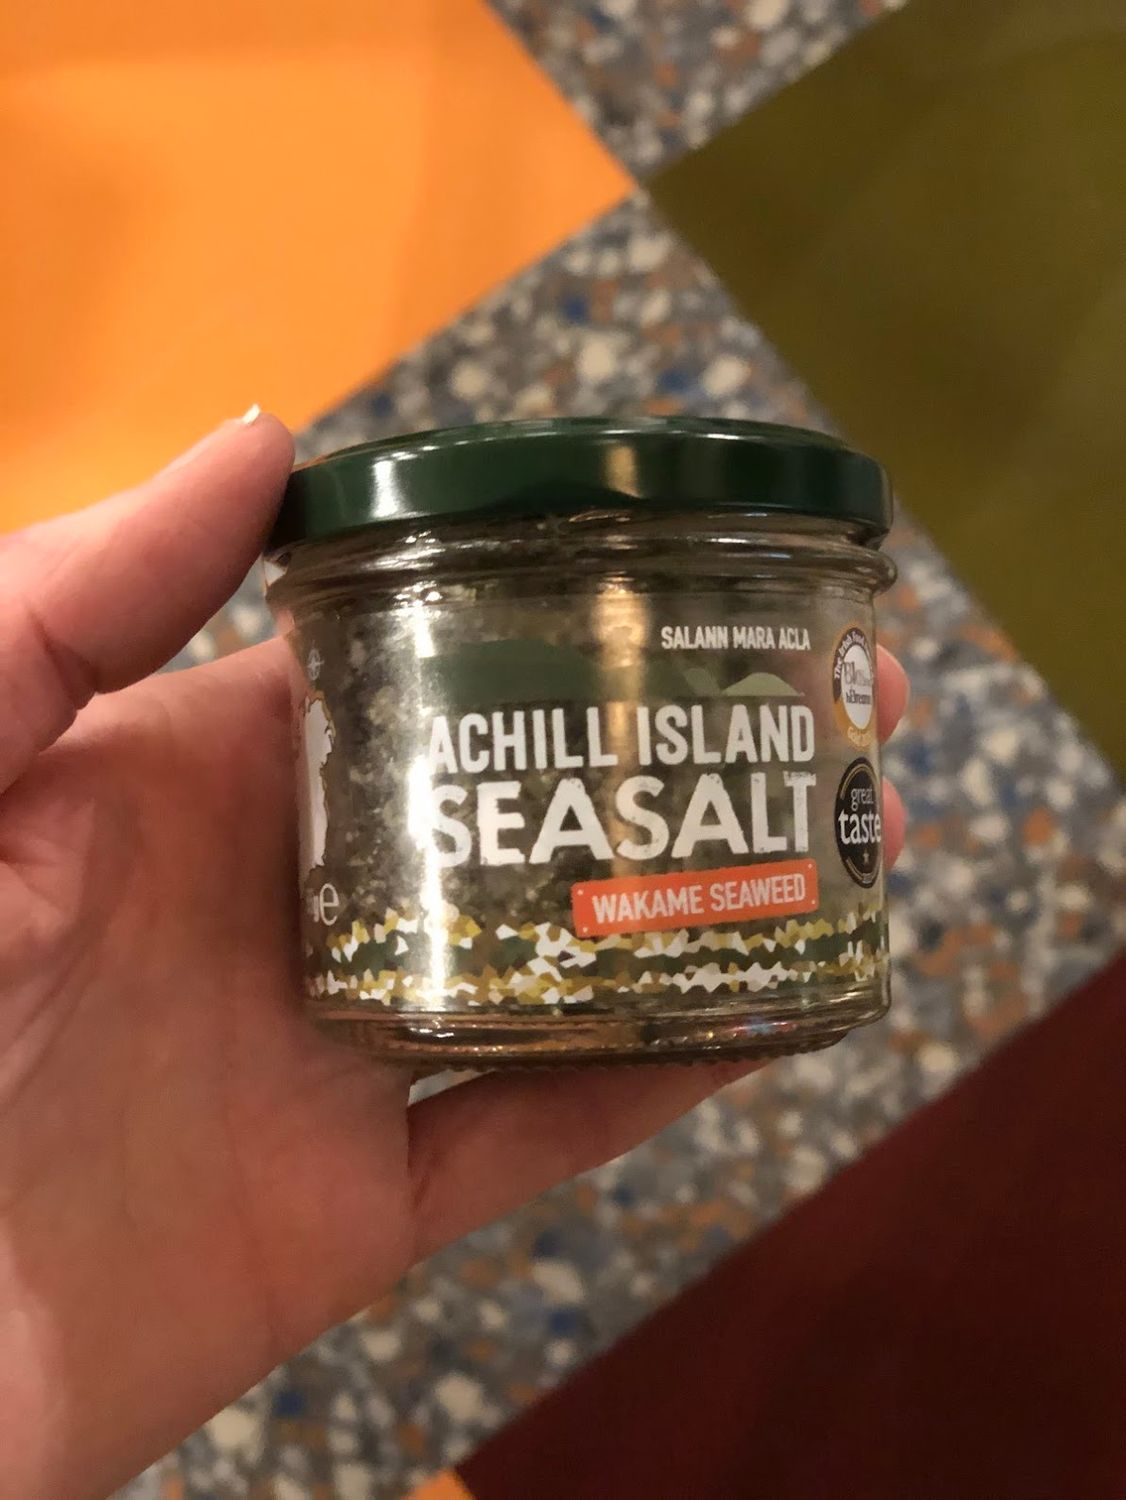 SALANN MARA ACLA
ACHILL ISLAND
SEASALT
WAKAME SEAWEED
great
taste
e